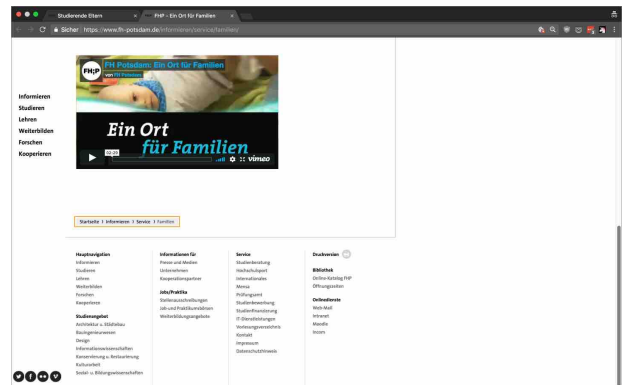 Studierende Eltern
FHP - Ein Ort für Familien
Sicher
https://www.fh-potsdam.de/informieren/service/familien/
FH;P
FH Potsdam: Ein Ort für Familien
von FH Potsdam
Ein Ort
für Familien
02:29
vimeo
Informieren
Studieren
Lehren
Weiterbilden
Forschen
Kooperieren
Startseite I Informieren I Service I Familien
Hauptnavigation
Informieren
Studieren
Lehren
Weiterbilden
Forschen
Kooperieren
Studienangebot
Architektur u. Städtebau
Bauingenieurwesen
Design
Informationswissenschaften
Konservierung u. Restaurierung
Kulturarbeit
Sozial- u. Bildungswissenschaften
Informationen für
Presse und Medien
Unternehmen
Kooperationspartner
Jobs/Praktika
Stellenausschreibungen
Job-und Praktikumsbörsen
Weiterbildungsangebote
Service
Studienberatung
Hochschulsport
Internationales
Mensa
Prüfungsamt
Studienbewerbung
Studienfinanzierung
IT-Dienstleistungen
Vorlesungsverzeichnis
Kontakt
Impressum
Datenschutzhinweis
Druckversion
Bibliothek
Online-Katalog FHP
Öffnungszeiten
Onlinedienste
Web-Mail
Intranet
Moodle
Incom